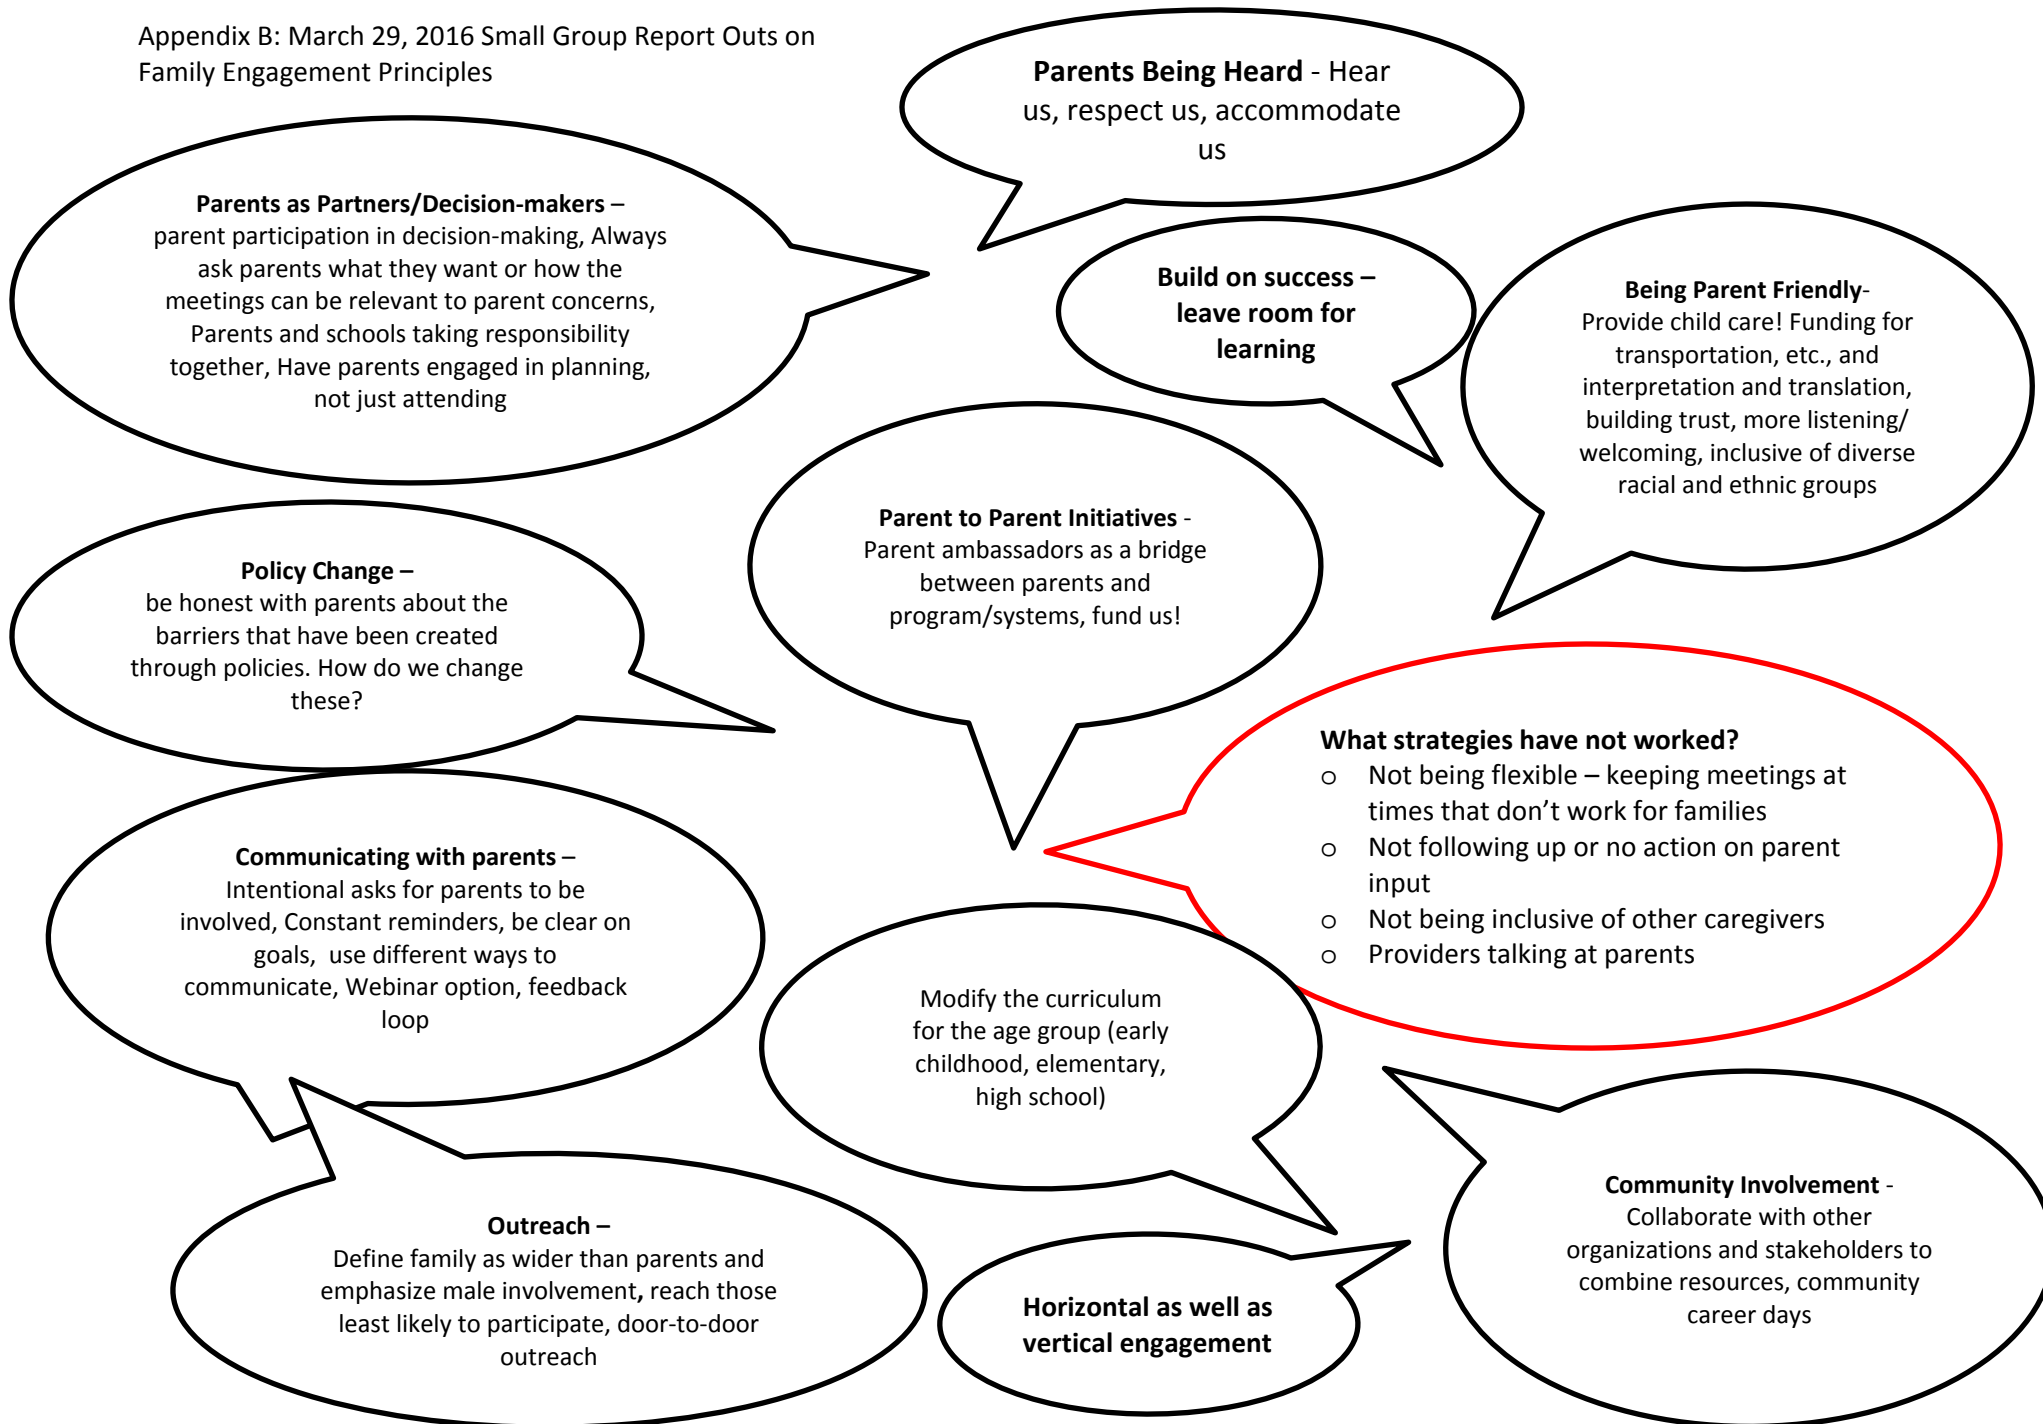 Appendix B: March 29, 2016 Small Group Report Outs on
Family Engagement Principles
Parents Being Heard - Hear
us, respect us, accommodate
us
Parents as Partners/Decision-makers –
parent participation in decision-making, Always
ask parents what they want or how the
meetings can be relevant to parent concerns,
Parents and schools taking responsibility
together, Have parents engaged in planning,
not just attending
Build on success –
leave room for
learning
Being Parent Friendly-
Provide child care! Funding for
transportation, etc., and
interpretation and translation,
building trust, more listening/
welcoming, inclusive of diverse
racial and ethnic groups
Parent to Parent Initiatives -
Parent ambassadors as a bridge
between parents and
program/systems, fund us!
Policy Change –
be honest with parents about the
barriers that have been created
through policies. How do we change
these?
What strategies have not worked?
o Not being flexible – keeping meetings at
times that don’t work for families
o Not following up or no action on parent
input
o Not being inclusive of other caregivers
o Providers talking at parents
Communicating with parents –
Intentional asks for parents to be
involved, Constant reminders, be clear on
goals, use different ways to
communicate, Webinar option, feedback
loop
Modify the curriculum
for the age group (early
childhood, elementary,
high school)
Community Involvement -
Collaborate with other
organizations and stakeholders to
combine resources, community
career days
Outreach –
Define family as wider than parents and
emphasize male involvement, reach those
least likely to participate, door-to-door
outreach
Horizontal as well as
vertical engagement